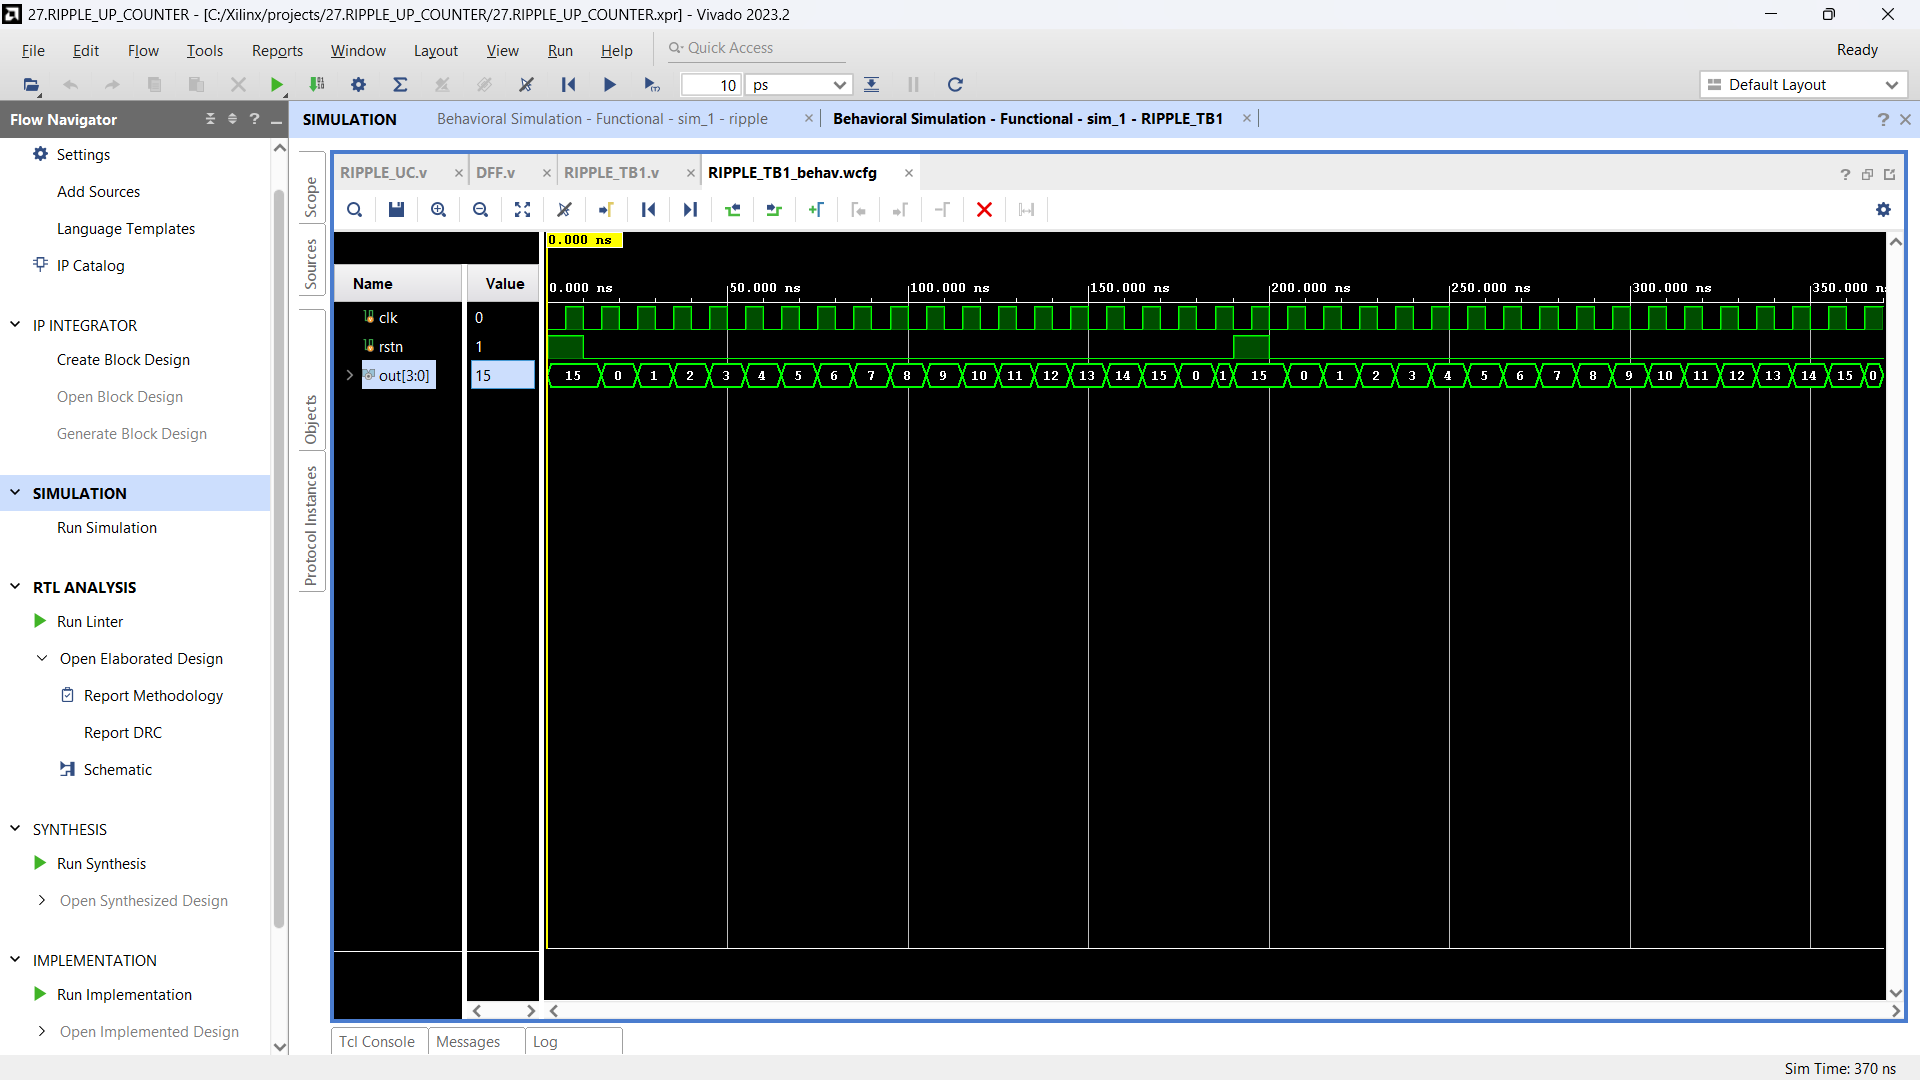 27.RIPPLE_UP_COUNTER - [C:/Xilinx/projects/27.RIPPLE_UP_COUNTER/27.RIPPLE_UP_COUNTER.xpr] - Vivado 2023.2
File Edit Flow Tools Reports Window Layout View Run Help Quick Access Ready
10 ps Default Layout
Flow Navigator
SIMULATION Behavioral Simulation - Functional - sim_1 - ripple Behavioral Simulation - Functional - sim_1 - RIPPLE_TB1
Settings
Add Sources
Language Templates
IP Catalog
IP INTEGRATOR
Create Block Design
Open Block Design
Generate Block Design
SIMULATION
Run Simulation
RTL ANALYSIS
Run Linter
Open Elaborated Design
Report Methodology
Report DRC
Schematic
SYNTHESIS
Run Synthesis
Open Synthesized Design
IMPLEMENTATION
Run Implementation
Open Implemented Design
Scope
Sources
Objects
Protocol Instances
RIPPLE_UC.v DFF.v RIPPLE_TB1.v RIPPLE_TB1_behav.wcfg
0.000 ns
Name Value
0.000 ns 50.000 ns 100.000 ns 150.000 ns 200.000 ns 250.000 ns 300.000 ns 350.000 n
clk 0
rstn 1
out[3:0] 15 15 0 1 2 3 4 5 6 7 8 9 10 11 12 13 14 15 0 1 15 0 1 2 3 4 5 6 7 8 9 10 11 12 13 14 15 0
Tcl Console Messages Log
Sim Time: 370 ns